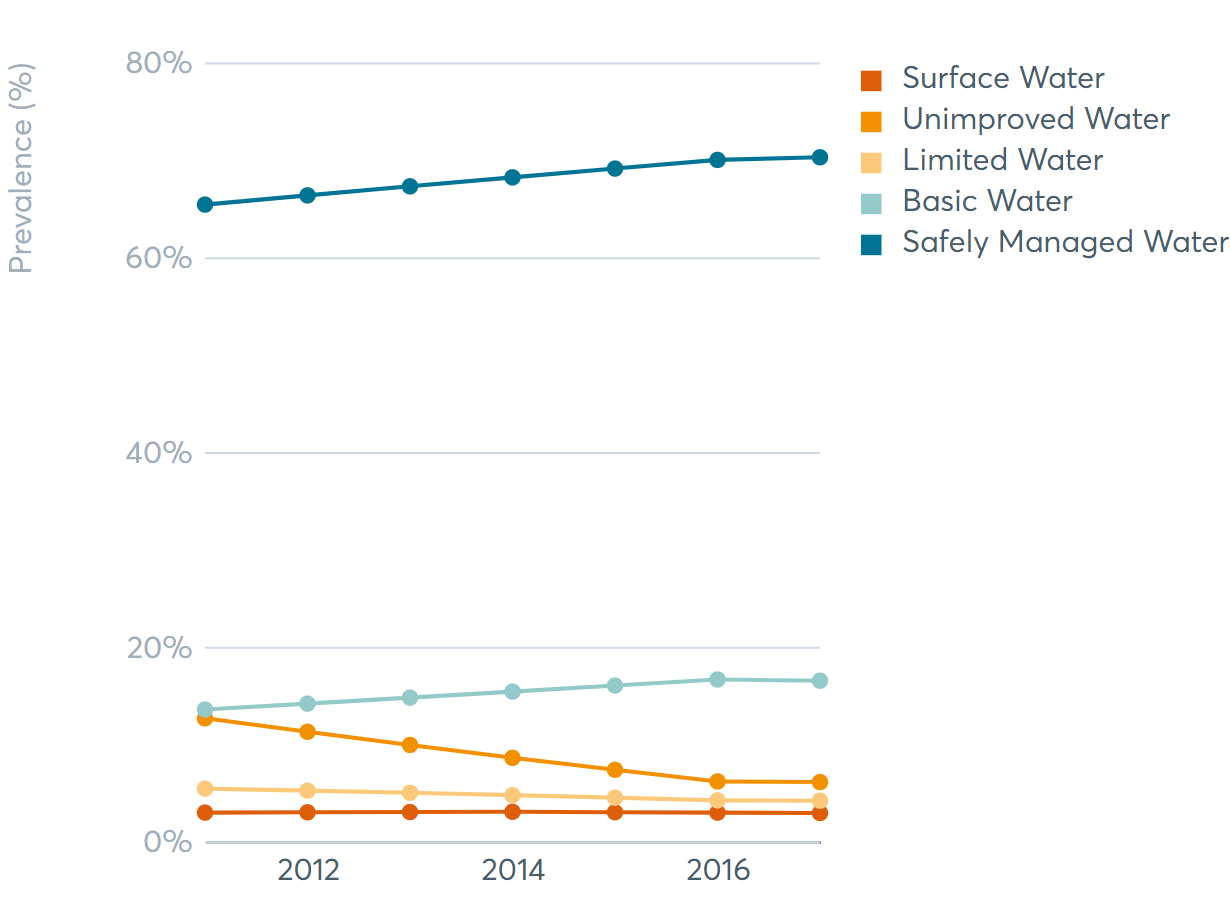 Prevalence (%)
80%
60%
40%
20%
0%
2012
2014
2016
Surface Water
Unimproved Water
Limited Water
Basic Water
Safely Managed Water